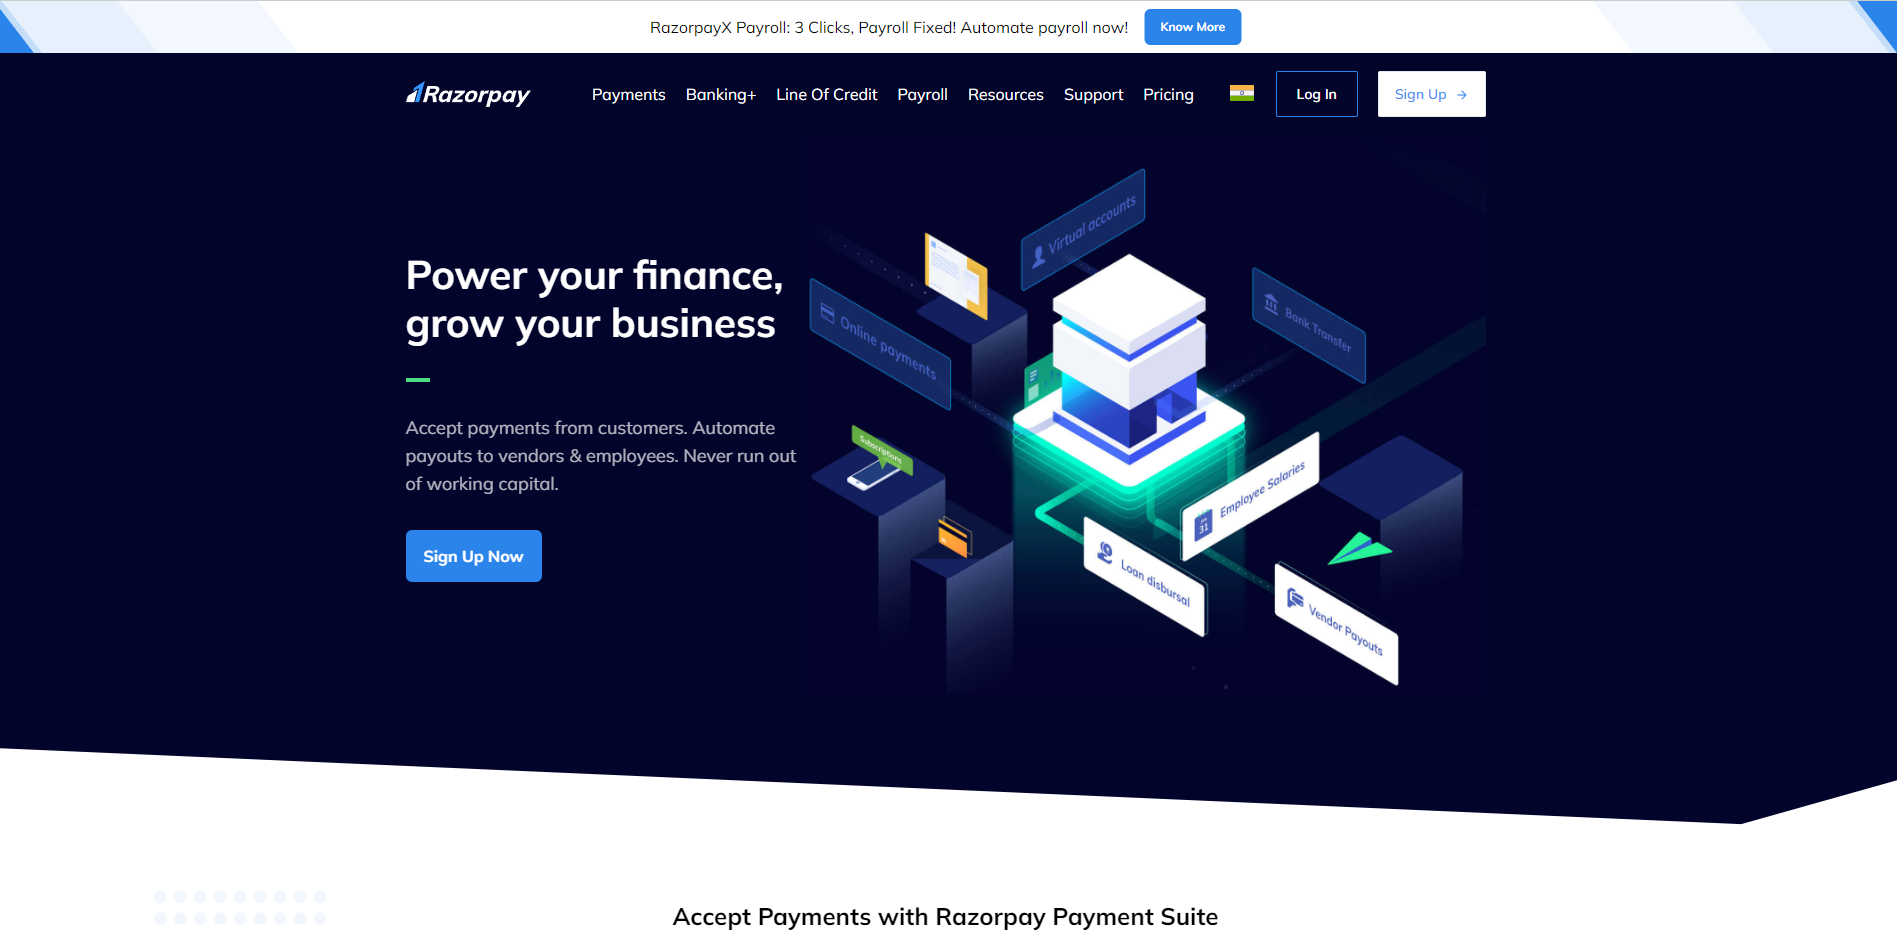 RazorpayX Payroll: 3 Clicks, Payroll Fixed! Automate payroll now!
Know More
Razorpay
Payments
Banking+
Line Of Credit
Payroll
Resources
Support
Pricing
Log In
Sign Up
Power your finance,
grow your business
Accept payments from customers. Automate
payouts to vendors & employees. Never run out
of working capital.
Sign Up Now
Virtual accounts
Online payments
Bank Transfer
Subscriptions
Employee Salaries
31
Loan disbursal
Vendor Payouts
Accept Payments with Razorpay Payment Suite